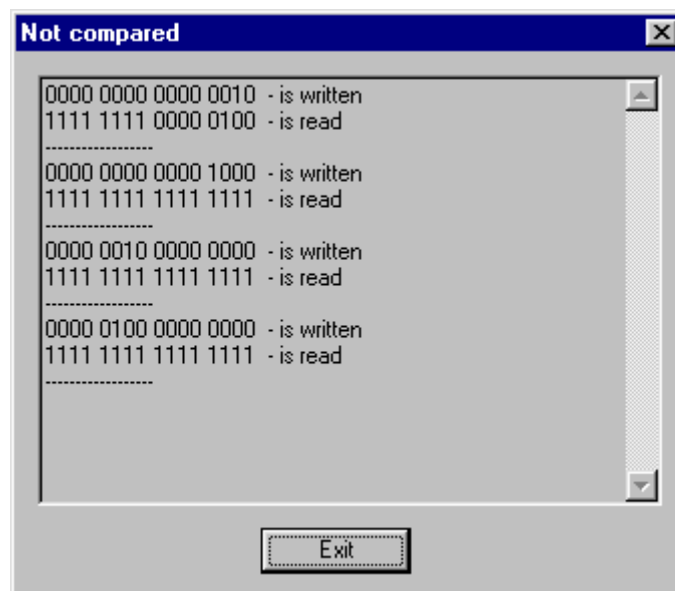 Not compared
0000 0000 0000 0010 - is written
1111 1111 0000 0100 - is read
------------------
0000 0000 0000 1000 - is written
1111 1111 1111 1111 - is read
------------------
0000 0010 0000 0000 - is written
1111 1111 1111 1111 - is read
------------------
0000 0100 0000 0000 - is written
1111 1111 1111 1111 - is read
------------------
Exit